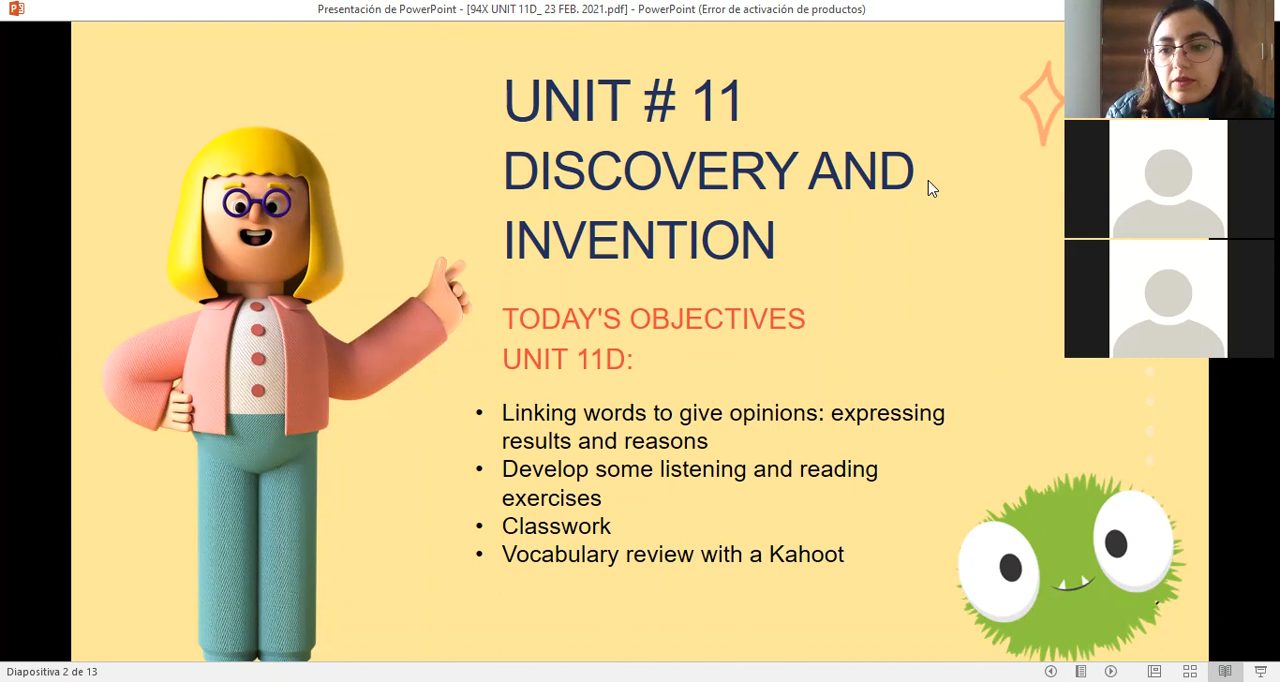 Presentación de PowerPoint - [94X UNIT 11D_ 23 FEB. 2021.pdf] - PowerPoint (Error de activación de productos)
UNIT # 11
DISCOVERY AND
INVENTION
TODAY'S OBJECTIVES
UNIT 11D:
• Linking words to give opinions: expressing
results and reasons
• Develop some listening and reading
exercises
• Classwork
• Vocabulary review with a Kahoot
Diapositiva 2 de 13